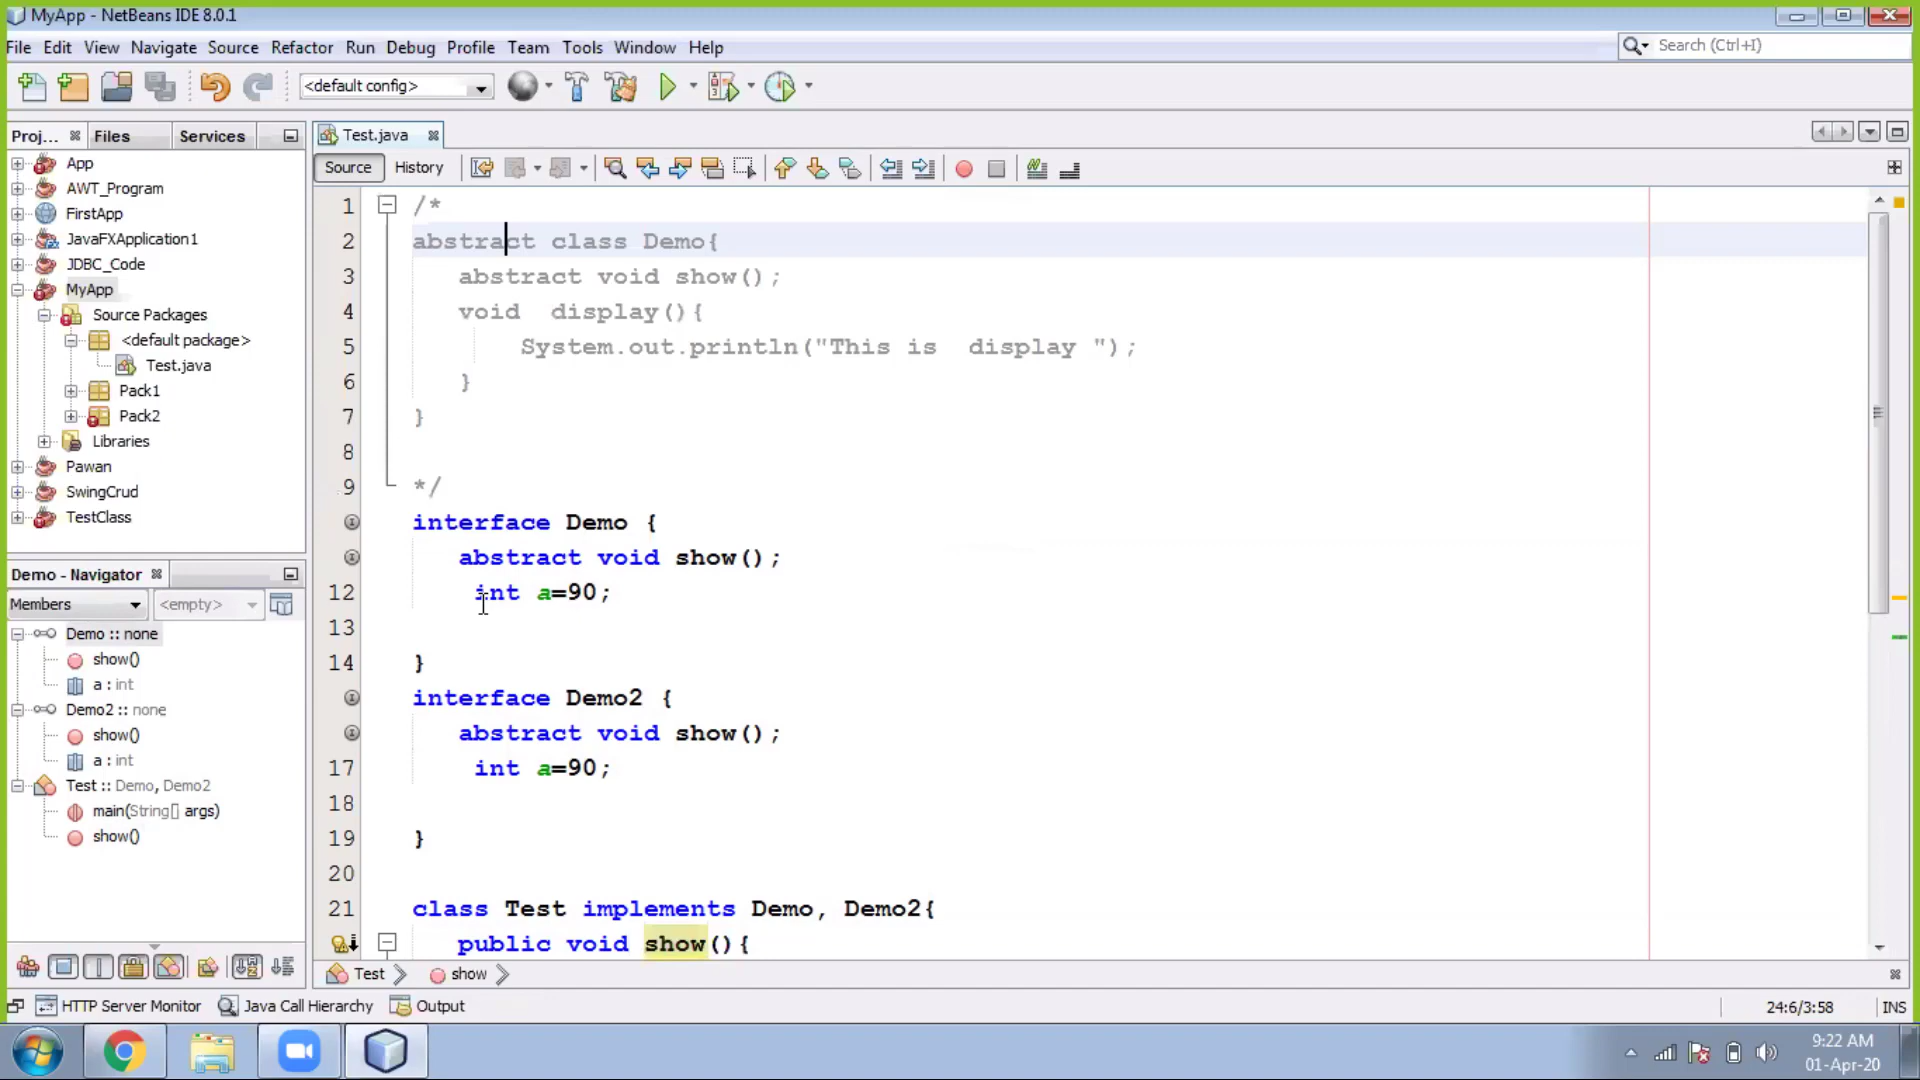 MyApp - NetBeans IDE 8.0.1
File Edit View Navigate Source Refactor Run Debug Profile Team Tools Window Help
Search (Ctrl+I)
<default config>
Proj... Files Services
Test.java
Source History
App
AWT_Program
FirstApp
JavaFXApplication1
JDBC_Code
MyApp
Source Packages
<default package>
Test.java
Pack1
Pack2
Libraries
Pawan
SwingCrud
TestClass
Demo - Navigator
Members <empty>
Demo :: none
show()
a : int
Demo2 :: none
show()
a : int
Test :: Demo, Demo2
main(String[] args)
show()
1 /*
2 abstract class Demo{
3 abstract void show();
4 void display(){
5 System.out.println("This is display ");
6 }
7 }
8
9 */
interface Demo {
abstract void show();
12 int a=90;
13
14 }
interface Demo2 {
abstract void show();
17 int a=90;
18
19 }
20
21 class Test implements Demo, Demo2{
public void show(){
Test show
HTTP Server Monitor Java Call Hierarchy Output
24:6/3:58 INS
9:22 AM
01-Apr-20